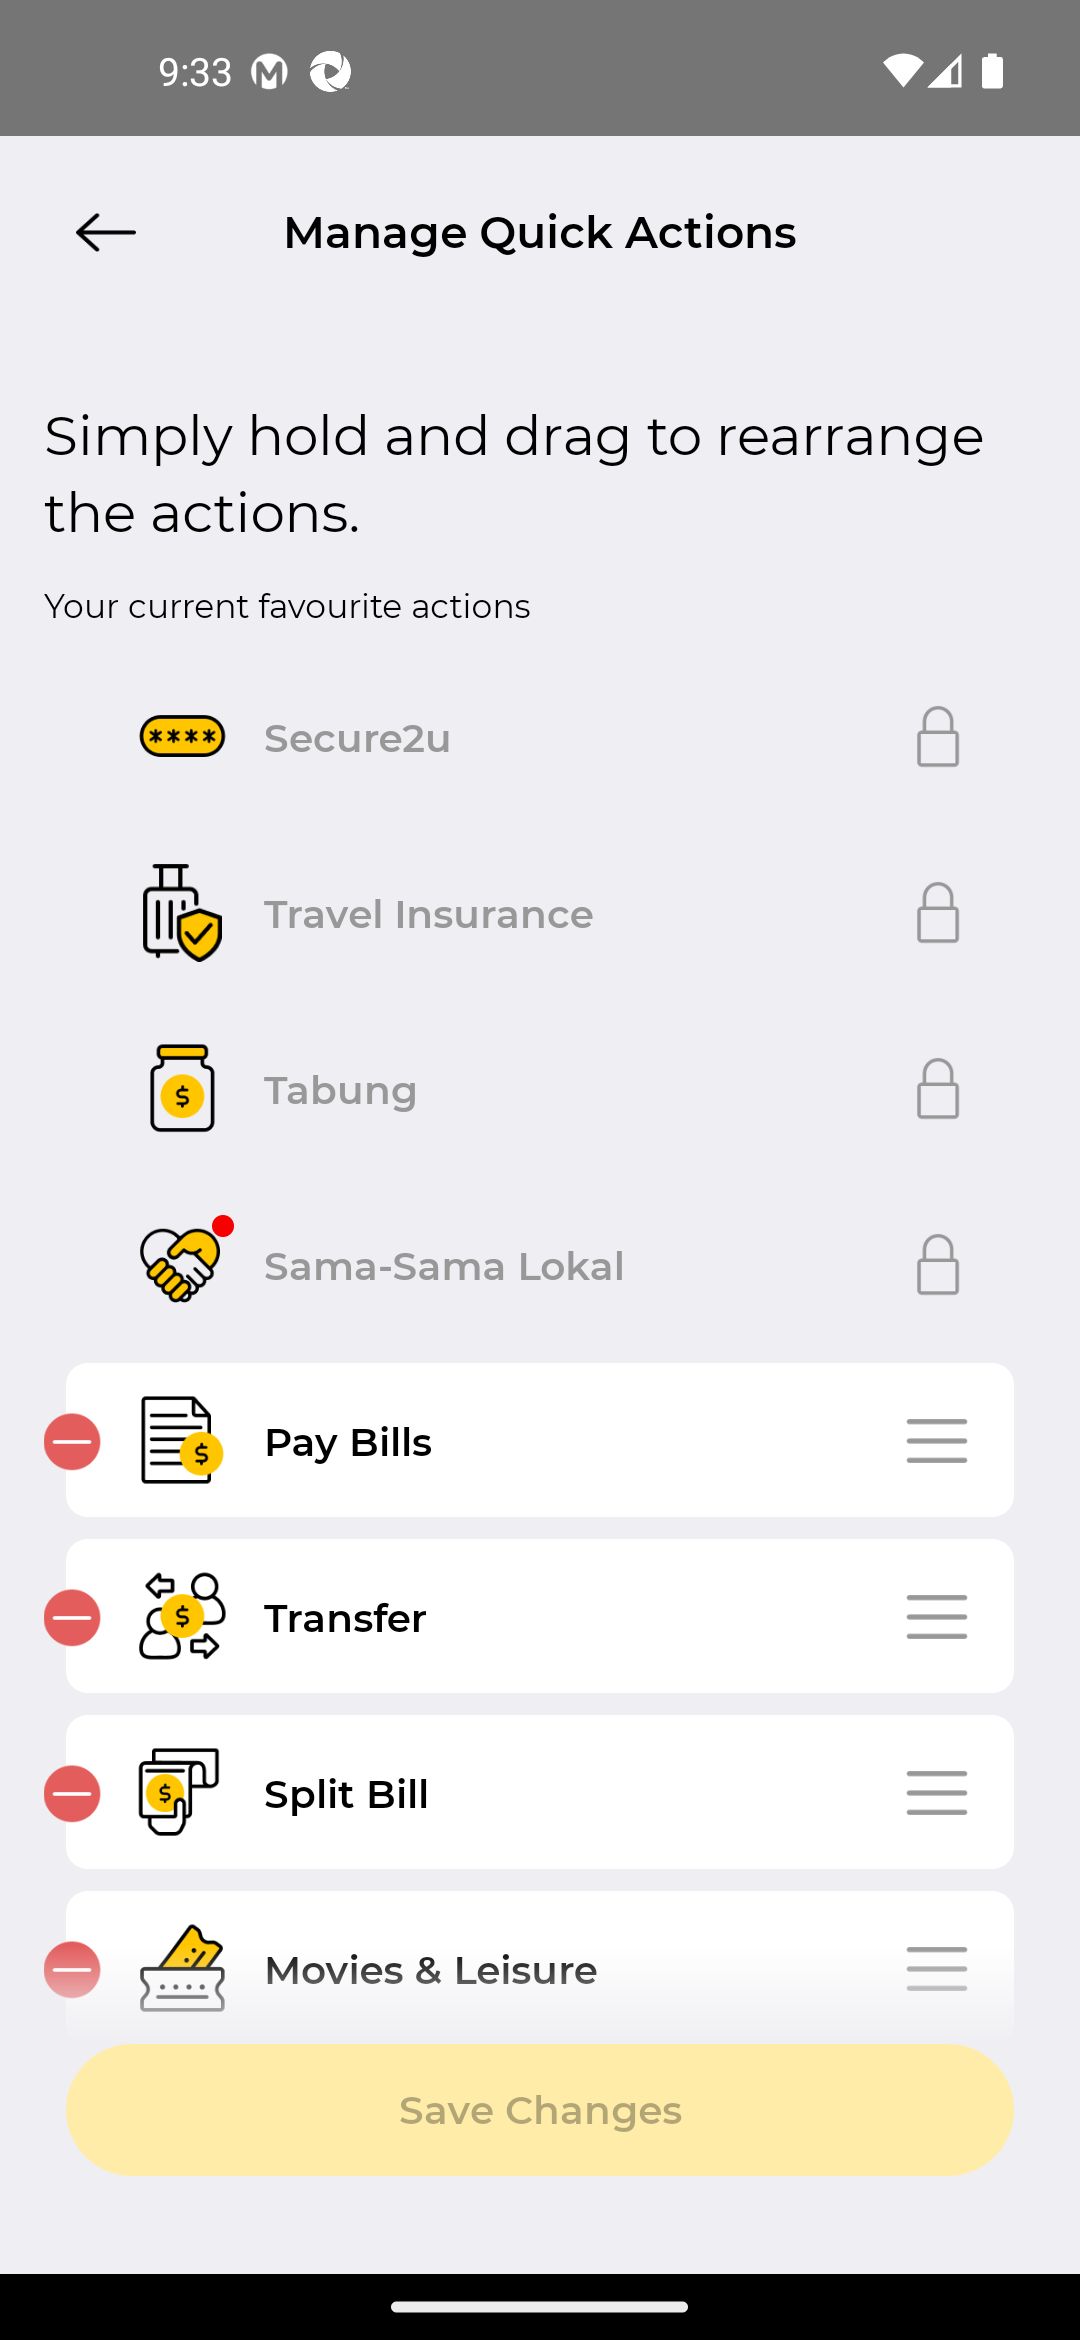 9:33
Manage Quick Actions
Simply hold and drag to rearrange
the actions.
Your current favourite actions
Secure2u
Travel Insurance
Tabung
Sama-Sama Lokal
Pay Bills
Transfer
Split Bill
Movies & Leisure
Save Changes